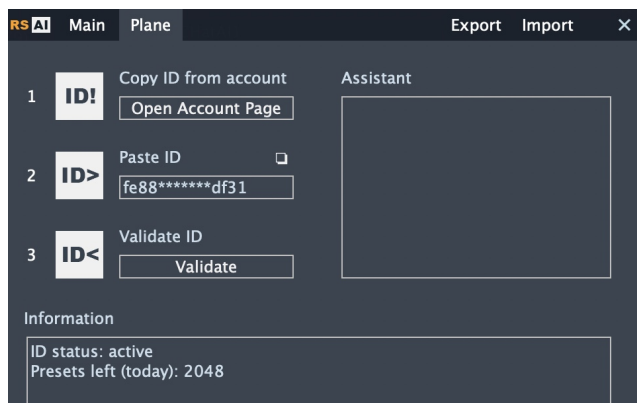 RS AI Main Plane Export Import ×
Copy ID from account
Assistant
1 ID! Open Account Page
Paste ID
2 ID> fe88*******df31
Validate ID
3 ID< Validate
Information
ID status: active
Presets left (today): 2048